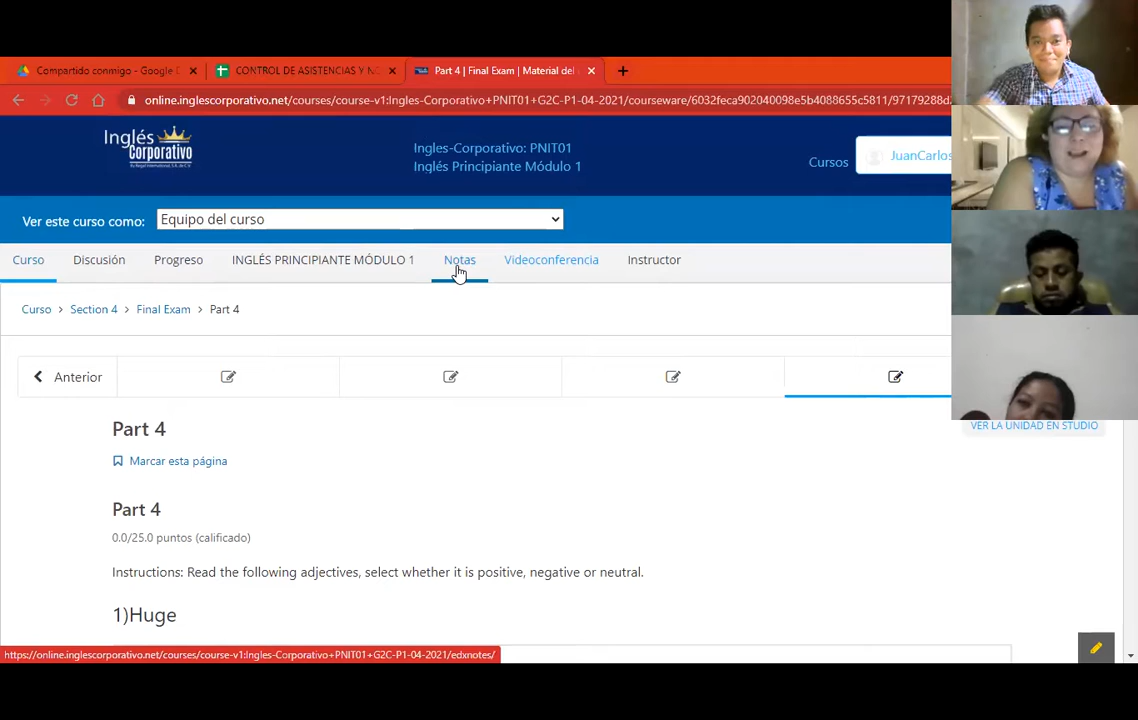 Compartido conmigo - Google D
CONTROL DE ASISTENCIAS Y NO
Part 4 | Final Exam | Material del
online.inglescorporativo.net/courses/course-v1:Ingles-Corporativo+PNIT01+G2C-P1-04-2021/courseware/6032feca902040098e5b4088655c5811/97179288d2
Inglés
Corporativo
Ingles-Corporativo: PNIT01
Inglés Principiante Módulo 1
Cursos
JuanCarlos
Ver este curso como:
Equipo del curso
Curso
Discusión
Progreso
INGLÉS PRINCIPIANTE MÓDULO 1
Notas
Videoconferencia
Instructor
Curso > Section 4 > Final Exam > Part 4
Anterior
VER LA UNIDAD EN STUDIO
Part 4
Marcar esta página
Part 4
0.0/25.0 puntos (calificado)
Instructions: Read the following adjectives, select whether it is positive, negative or neutral.
1)Huge
https://online.inglescorporativo.net/courses/course-v1:Ingles-Corporativo+PNIT01+G2C-P1-04-2021/edxnotes/